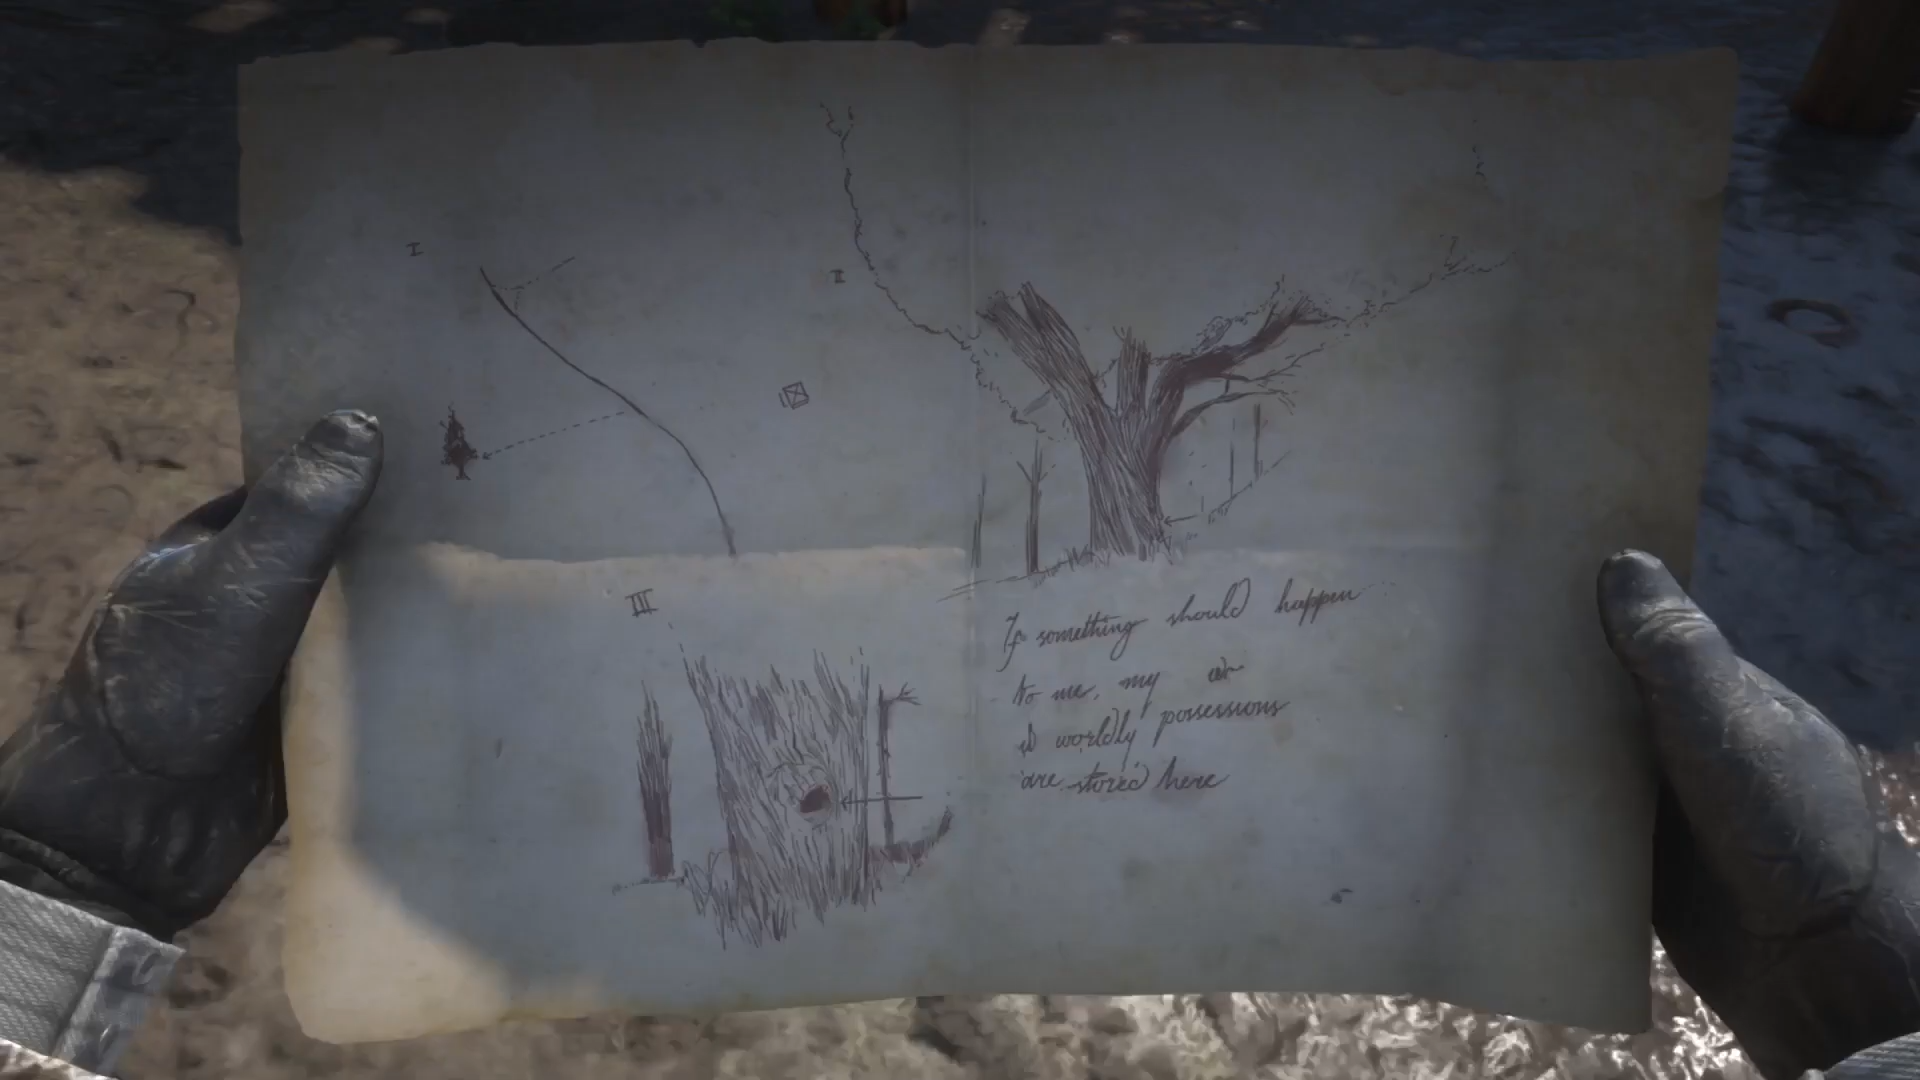 I
II
III
If something should happen
to me, my
worldly possessions
are stored here